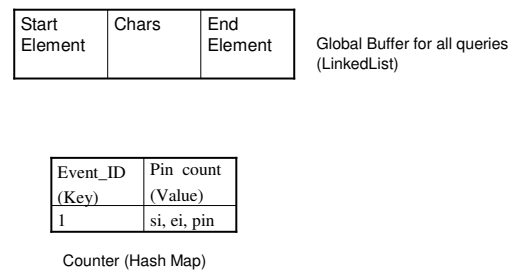 Start Element
Chars
End Element
Global Buffer for all queries
(LinkedList)
Event_ID (Key)
Pin count (Value)
1
si, ei, pin
Counter (Hash Map)